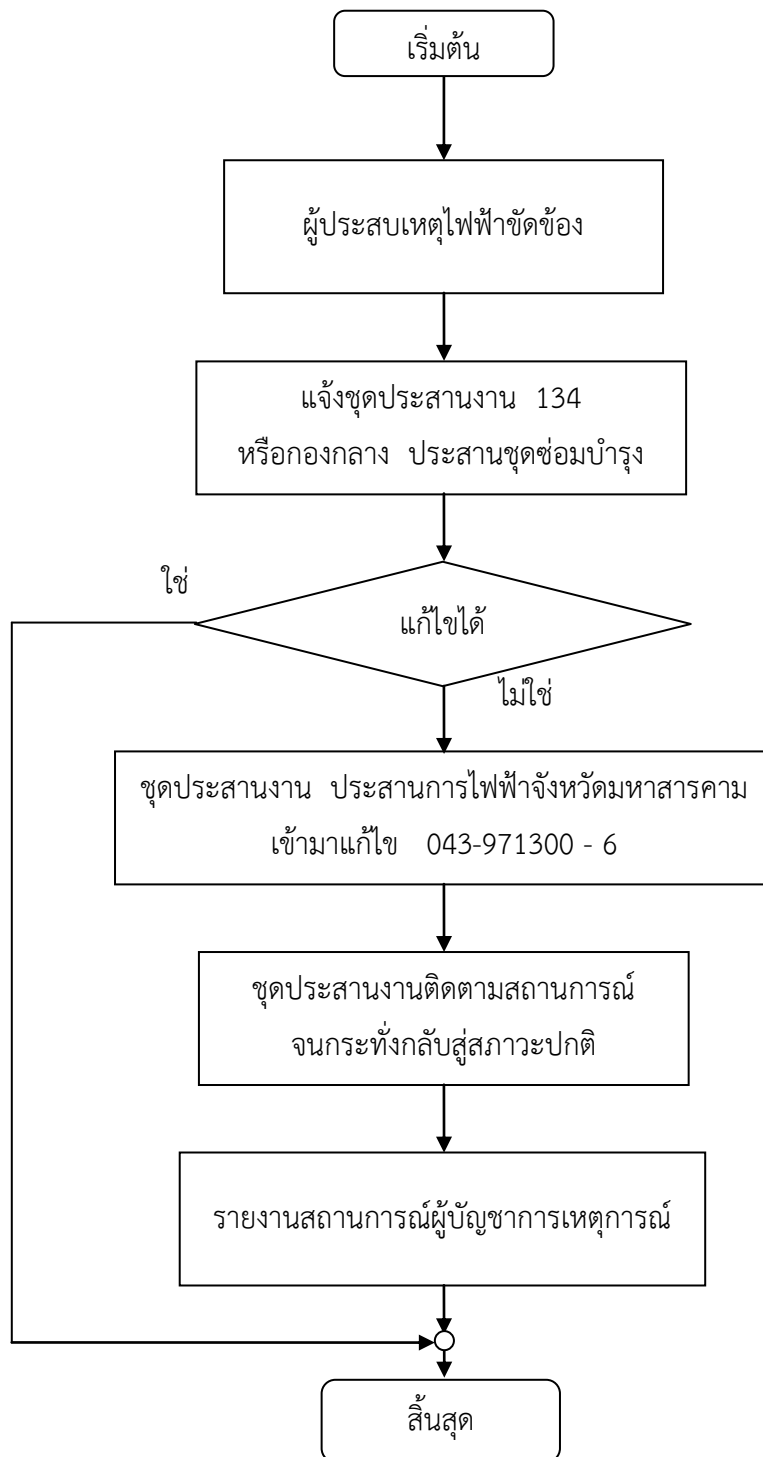 เริ่มต้น
ผู้ประสบเหตุไฟฟ้าขัดข้อง
แจ้งชุดประสานงาน 134
หรือกองกลาง ประสานชุดซ่อมบำรุง
ใช่
แก้ไขได้
ไม่ใช่
ชุดประสานงาน ประสานการไฟฟ้าจังหวัดมหาสารคาม
เข้ามาแก้ไข 043-971300 - 6
ชุดประสานงานติดตามสถานการณ์
จนกระทั่งกลับสู่สภาวะปกติ
รายงานสถานการณ์ผู้บัญชาการเหตุการณ์
สิ้นสุด